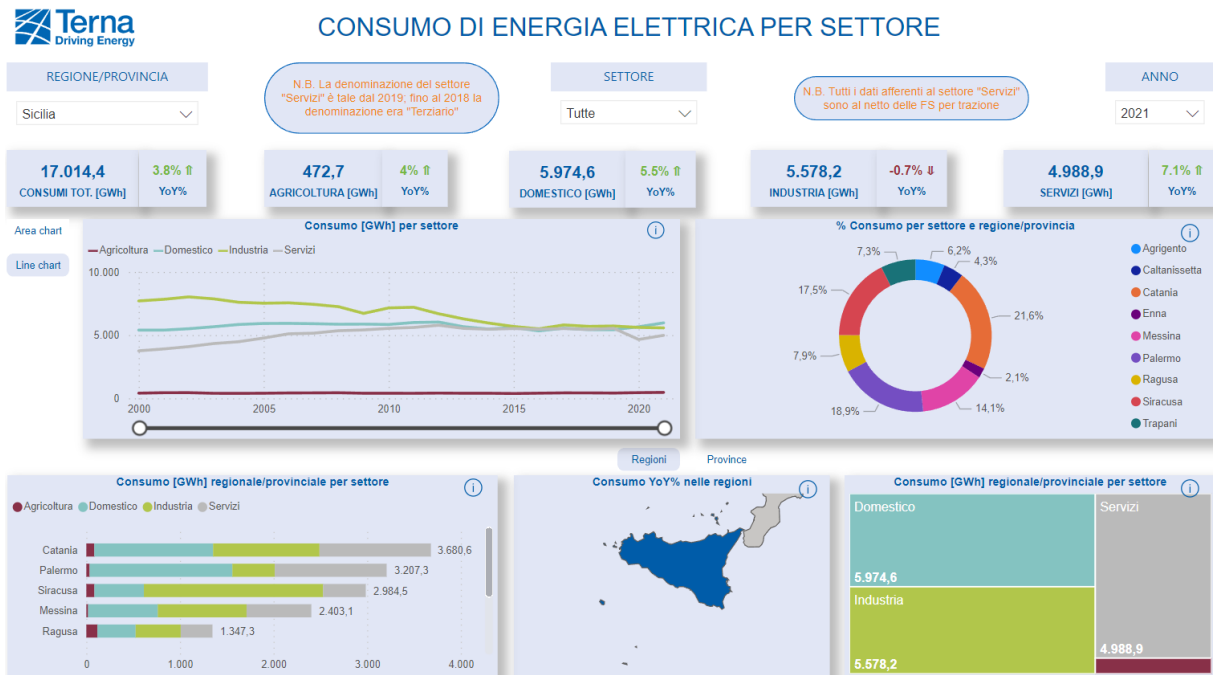 Terna
Driving Energy
CONSUMO DI ENERGIA ELETTRICA PER SETTORE
REGIONE/PROVINCIA
Sicilia
N.B. La denominazione del settore
"Servizi" è tale dal 2019; fino al 2018 la
denominazione era "Terziario"
SETTORE
Tutte
N.B. Tutti i dati afferenti al settore "Servizi"
sono al netto delle FS per trazione
ANNO
2021
17.014,4
CONSUMI TOT. [GWh]
3.8% ⇑
YoY%
472,7
AGRICOLTURA [GWh]
4% ⇑
YoY%
5.974,6
DOMESTICO [GWh]
5.5% ⇑
YoY%
5.578,2
INDUSTRIA [GWh]
-0.7% ⇓
YoY%
4.988,9
SERVIZI [GWh]
7.1% ⇑
YoY%
Area chart
Line chart
Consumo [GWh] per settore
Agricoltura Domestico Industria Servizi
10.000
5.000
0
2000 2005 2010 2015 2020
% Consumo per settore e regione/provincia
6,2%
4,3%
21,6%
2,1%
14,1%
18,9%
7,9%
17,5%
7,3%
Agrigento
Caltanissetta
Catania
Enna
Messina
Palermo
Ragusa
Siracusa
Trapani
Regioni Province
Consumo [GWh] regionale/provinciale per settore
Agricoltura Domestico Industria Servizi
Catania 3.680,6
Palermo 3.207,3
Siracusa 2.984,5
Messina 2.403,1
Ragusa 1.347,3
0 1.000 2.000 3.000 4.000
Consumo YoY% nelle regioni
Consumo [GWh] regionale/provinciale per settore
Domestico
5.974,6
Industria
5.578,2
Servizi
4.988,9